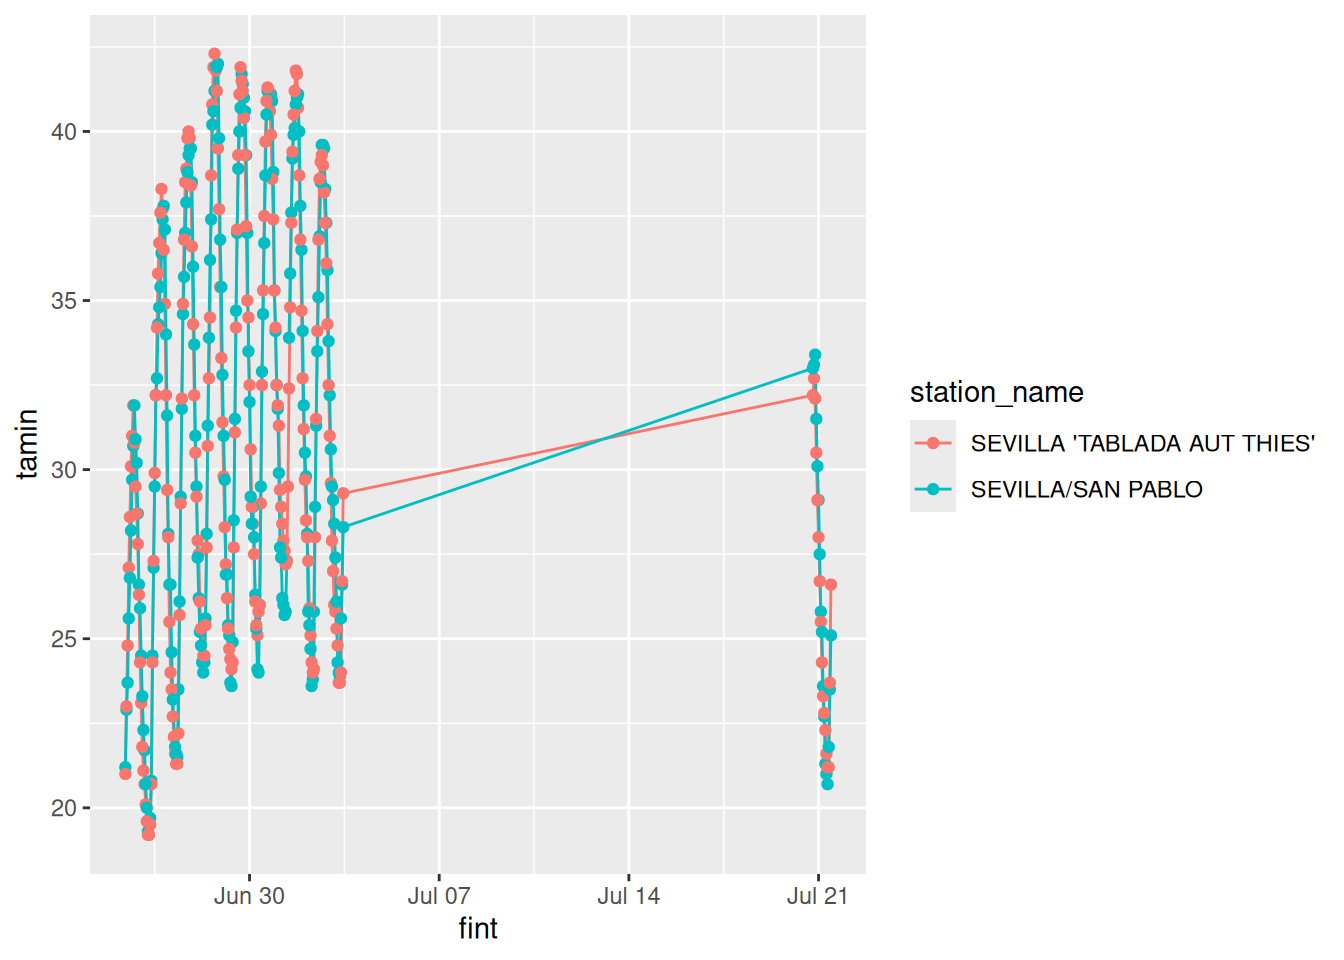 40
35
30
25
20
tamin
Jun 30
Jul 07
Jul 14
Jul 21
fint
station_name
SEVILLA 'TABLADA AUT THIES'
SEVILLA/SAN PABLO